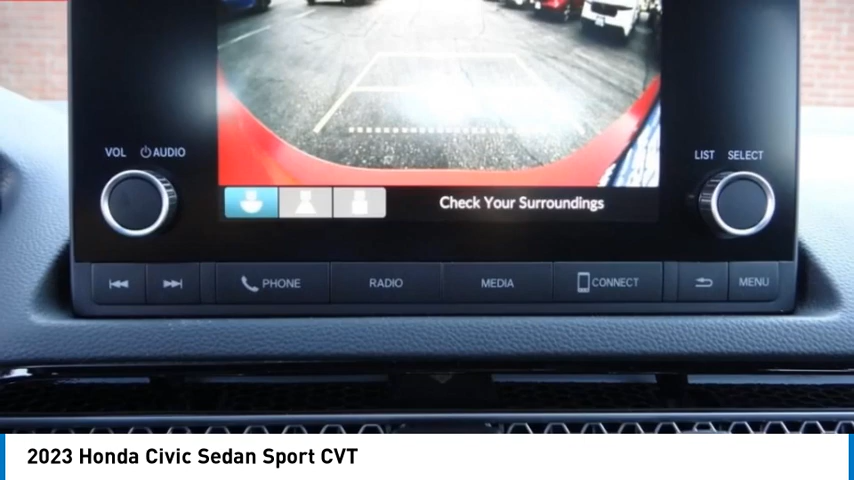 VOL AUDIO
LIST SELECT
Check Your Surroundings
PHONE RADIO MEDIA CONNECT MENU
2023 Honda Civic Sedan Sport CVT